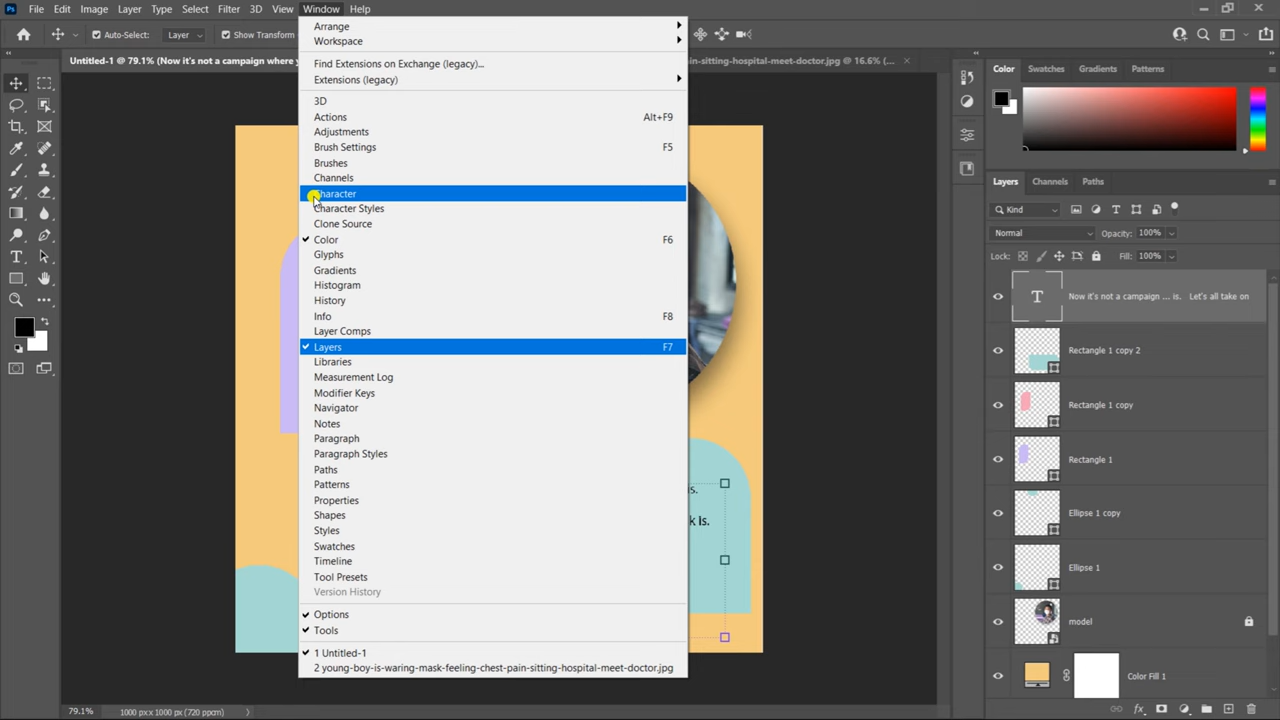 File Edit Image Layer Type Select Filter 3D View Window Help
Auto-Select: Layer Show Transform
Untitled-1 @ 79.1% (Now it's not a campaign where y
n-sitting-hospital-meet-doctor.jpg @ 16.6% (...
Arrange
Workspace
Find Extensions on Exchange (legacy)...
Extensions (legacy)
3D
Actions Alt+F9
Adjustments
Brush Settings F5
Brushes
Channels
Character
Character Styles
Clone Source
Color F6
Glyphs
Gradients
Histogram
History
Info F8
Layer Comps
Layers F7
Libraries
Measurement Log
Modifier Keys
Navigator
Notes
Paragraph
Paragraph Styles
Paths
Patterns
Properties
Shapes
Styles
Swatches
Timeline
Tool Presets
Version History
Options
Tools
1 Untitled-1
2 young-boy-is-waring-mask-feeling-chest-pain-sitting-hospital-meet-doctor.jpg
is.
k is.
Color Swatches Gradients Patterns
Layers Channels Paths
Kind
Normal Opacity: 100%
Lock: Fill: 100%
Now it's not a campaign ... is. Let's all take on
Rectangle 1 copy 2
Rectangle 1 copy
Rectangle 1
Ellipse 1 copy
Ellipse 1
model
Color Fill 1
79.1% 1000 px x 1000 px (720 ppcm)